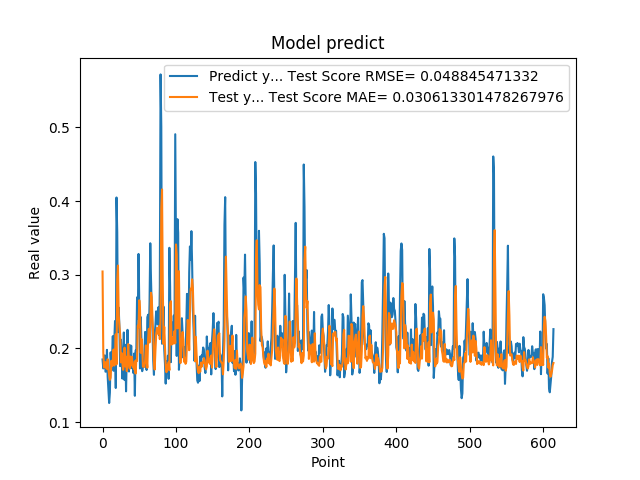 Model predict
Predict y... Test Score RMSE= 0.048845471332
Test y... Test Score MAE= 0.030613301478267976
Real value
0.5
0.4
0.3
0.2
0.1
0 100 200 300 400 500 600
Point